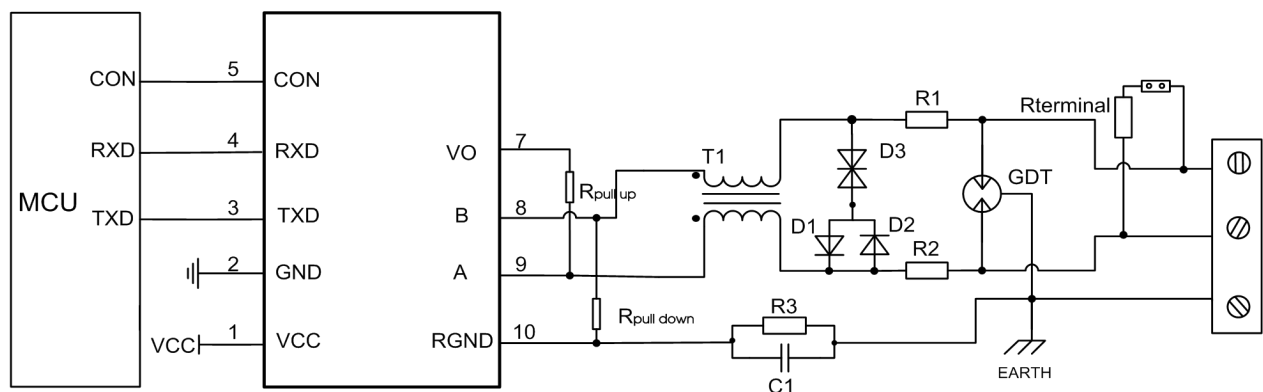 CON 5 CON
RXD 4 RXD
MCU
TXD 3 TXD
2 GND
VCC 1 VCC
VO 7
B 8
A 9
RGND 10
Rpull up
Rpull down
T1
D3
D1
D2
R1
R2
GDT
Rterminal
R3
C1
EARTH